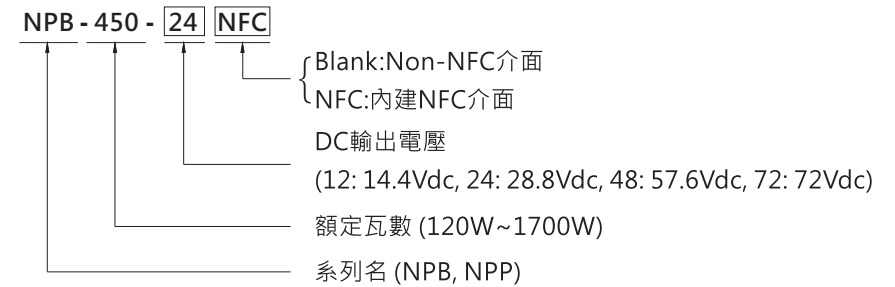 NPB - 450 - 24 NFC
Blank:Non-NFC介面
NFC:內建NFC介面
DC輸出電壓
(12: 14.4Vdc, 24: 28.8Vdc, 48: 57.6Vdc, 72: 72Vdc)
額定瓦數 (120W~1700W)
系列名 (NPB, NPP)